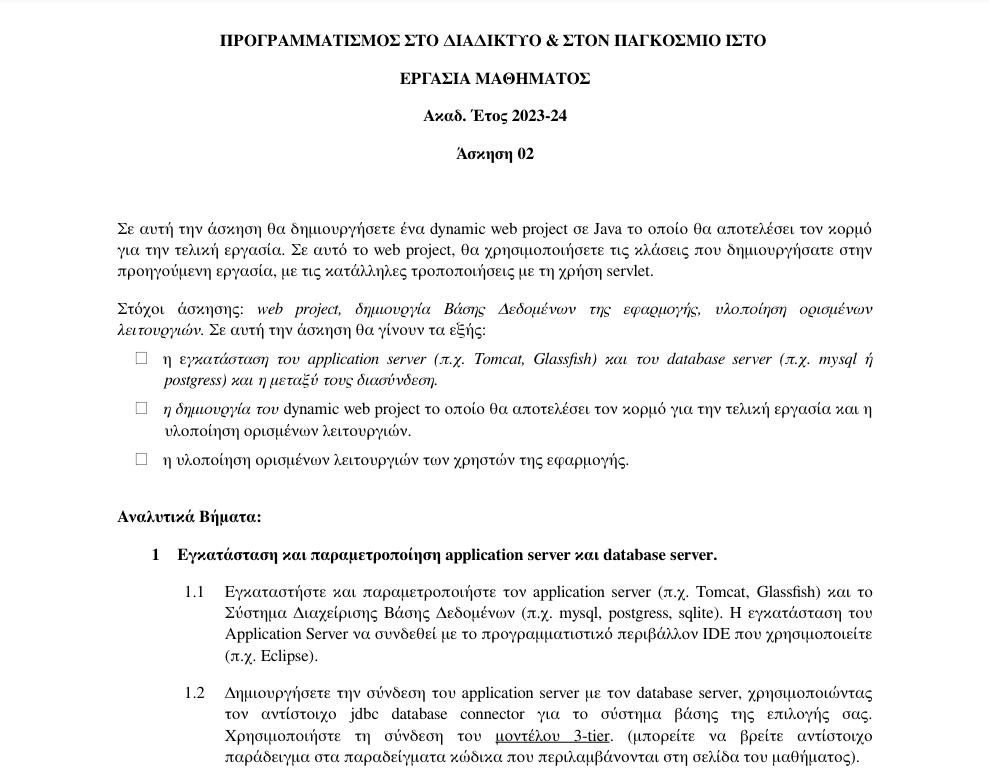 ΠΡΟΓΡΑΜΜΑΤΙΣΜΟΣ ΣΤΟ ΔΙΑΔΙΚΤΥΟ & ΣΤΟΝ ΠΑΓΚΟΣΜΙΟ ΙΣΤΟ
ΕΡΓΑΣΙΑ ΜΑΘΗΜΑΤΟΣ
Ακαδ. Έτος 2023-24
Άσκηση 02
Σε αυτή την άσκηση θα δημιουργήσετε ένα dynamic web project σε Java το οποίο θα αποτελέσει τον κορμό
για την τελική εργασία. Σε αυτό το web project, θα χρησιμοποιήσετε τις κλάσεις που δημιουργήσατε στην
προηγούμενη εργασία, με τις κατάλληλες τροποποιήσεις με τη χρήση servlet.
Στόχοι άσκησης: web project, δημιουργία Βάσης Δεδομένων της εφαρμογής, υλοποίηση ορισμένων
λειτουργιών. Σε αυτή την άσκηση θα γίνουν τα εξής:
☐ η εγκατάσταση του application server (π.χ. Tomcat, Glassfish) και του database server (π.χ. mysql ή
postgress) και η μεταξύ τους διασύνδεση.
☐ η δημιουργία του dynamic web project το οποίο θα αποτελέσει τον κορμό για την τελική εργασία και η
υλοποίηση ορισμένων λειτουργιών.
☐ η υλοποίηση ορισμένων λειτουργιών των χρηστών της εφαρμογής.
Αναλυτικά Βήματα:
1 Εγκατάσταση και παραμετροποίηση application server και database server.
1.1 Εγκαταστήστε και παραμετροποιήστε τον application server (π.χ. Tomcat, Glassfish) και το
Σύστημα Διαχείρισης Βάσης Δεδομένων (π.χ. mysql, postgress, sqlite). Η εγκατάσταση του
Application Server να συνδεθεί με το προγραμματιστικό περιβάλλον IDE που χρησιμοποιείτε
(π.χ. Eclipse).
1.2 Δημιουργήσετε την σύνδεση του application server με τον database server, χρησιμοποιώντας
τον αντίστοιχο jdbc database connector για το σύστημα βάσης της επιλογής σας.
Χρησιμοποιήστε τη σύνδεση του μοντέλου 3-tier. (μπορείτε να βρείτε αντίστοιχο
παράδειγμα στα παραδείγματα κώδικα που περιλαμβάνονται στη σελίδα του μαθήματος).